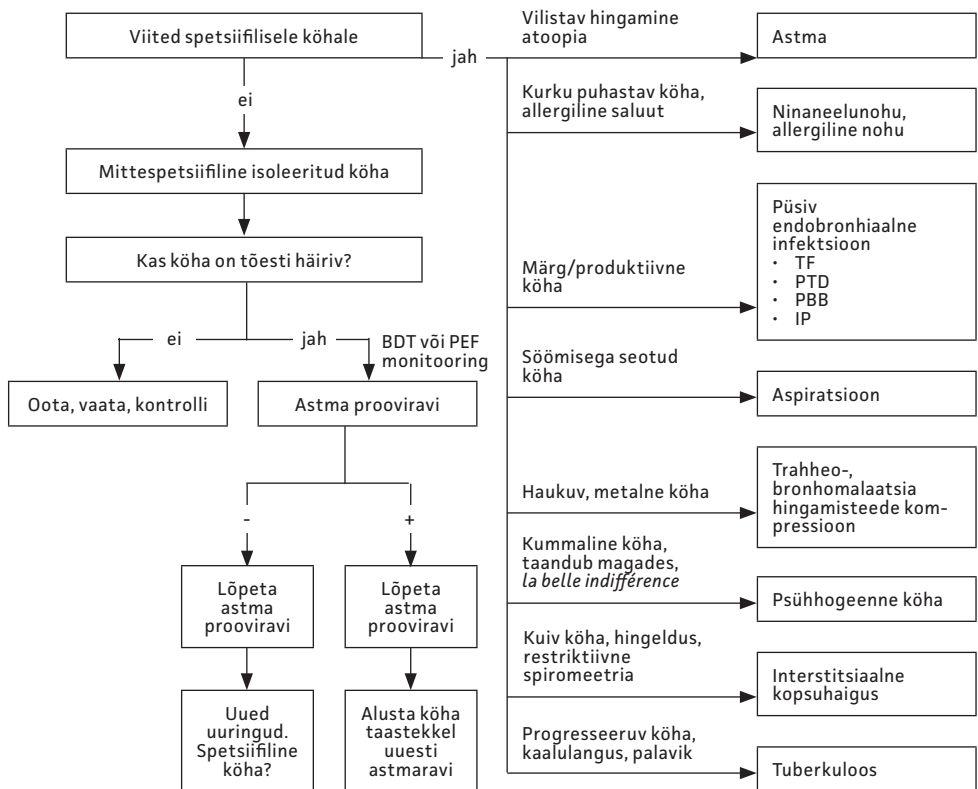 Viited spetsiifilisele köhale
jah
ei
Mittespetsiifiline isoleeritud köha
Kas köha on tõesti häiriv?
ei
jah
BDT või PEF
monitooring
Oota, vaata, kontrolli
Astma prooviravi
-
+
Lõpeta
astma
prooviravi
Lõpeta
astma
prooviravi
Uued
uuringud.
Spetsiifiline
köha?
Alusta köha
taastekkel
uuesti
astmaravi
Vilistav hingamine
atoopia
Astma
Kurku puhastav köha,
allergiline saluut
Ninaneelunohu,
allergiline nohu
Märg/produktiivne
köha
Püsiv
endobronhiaalne
infektsioon
· TF
· PTD
· PBB
· IP
Söömisega seotud
köha
Aspiratsioon
Haukuv, metalne köha
Trahheo-,
bronhomalaatsia
hingamisteede kom-
pressioon
Kummaline köha,
taandub magades,
la belle indifférence
Psühhogeenne köha
Kuiv köha, hingeldus,
restriktiivne
spiromeetria
Interstitsiaalne
kopsuhaigus
Progresseeruv köha,
kaalulangus, palavik
Tuberkuloos